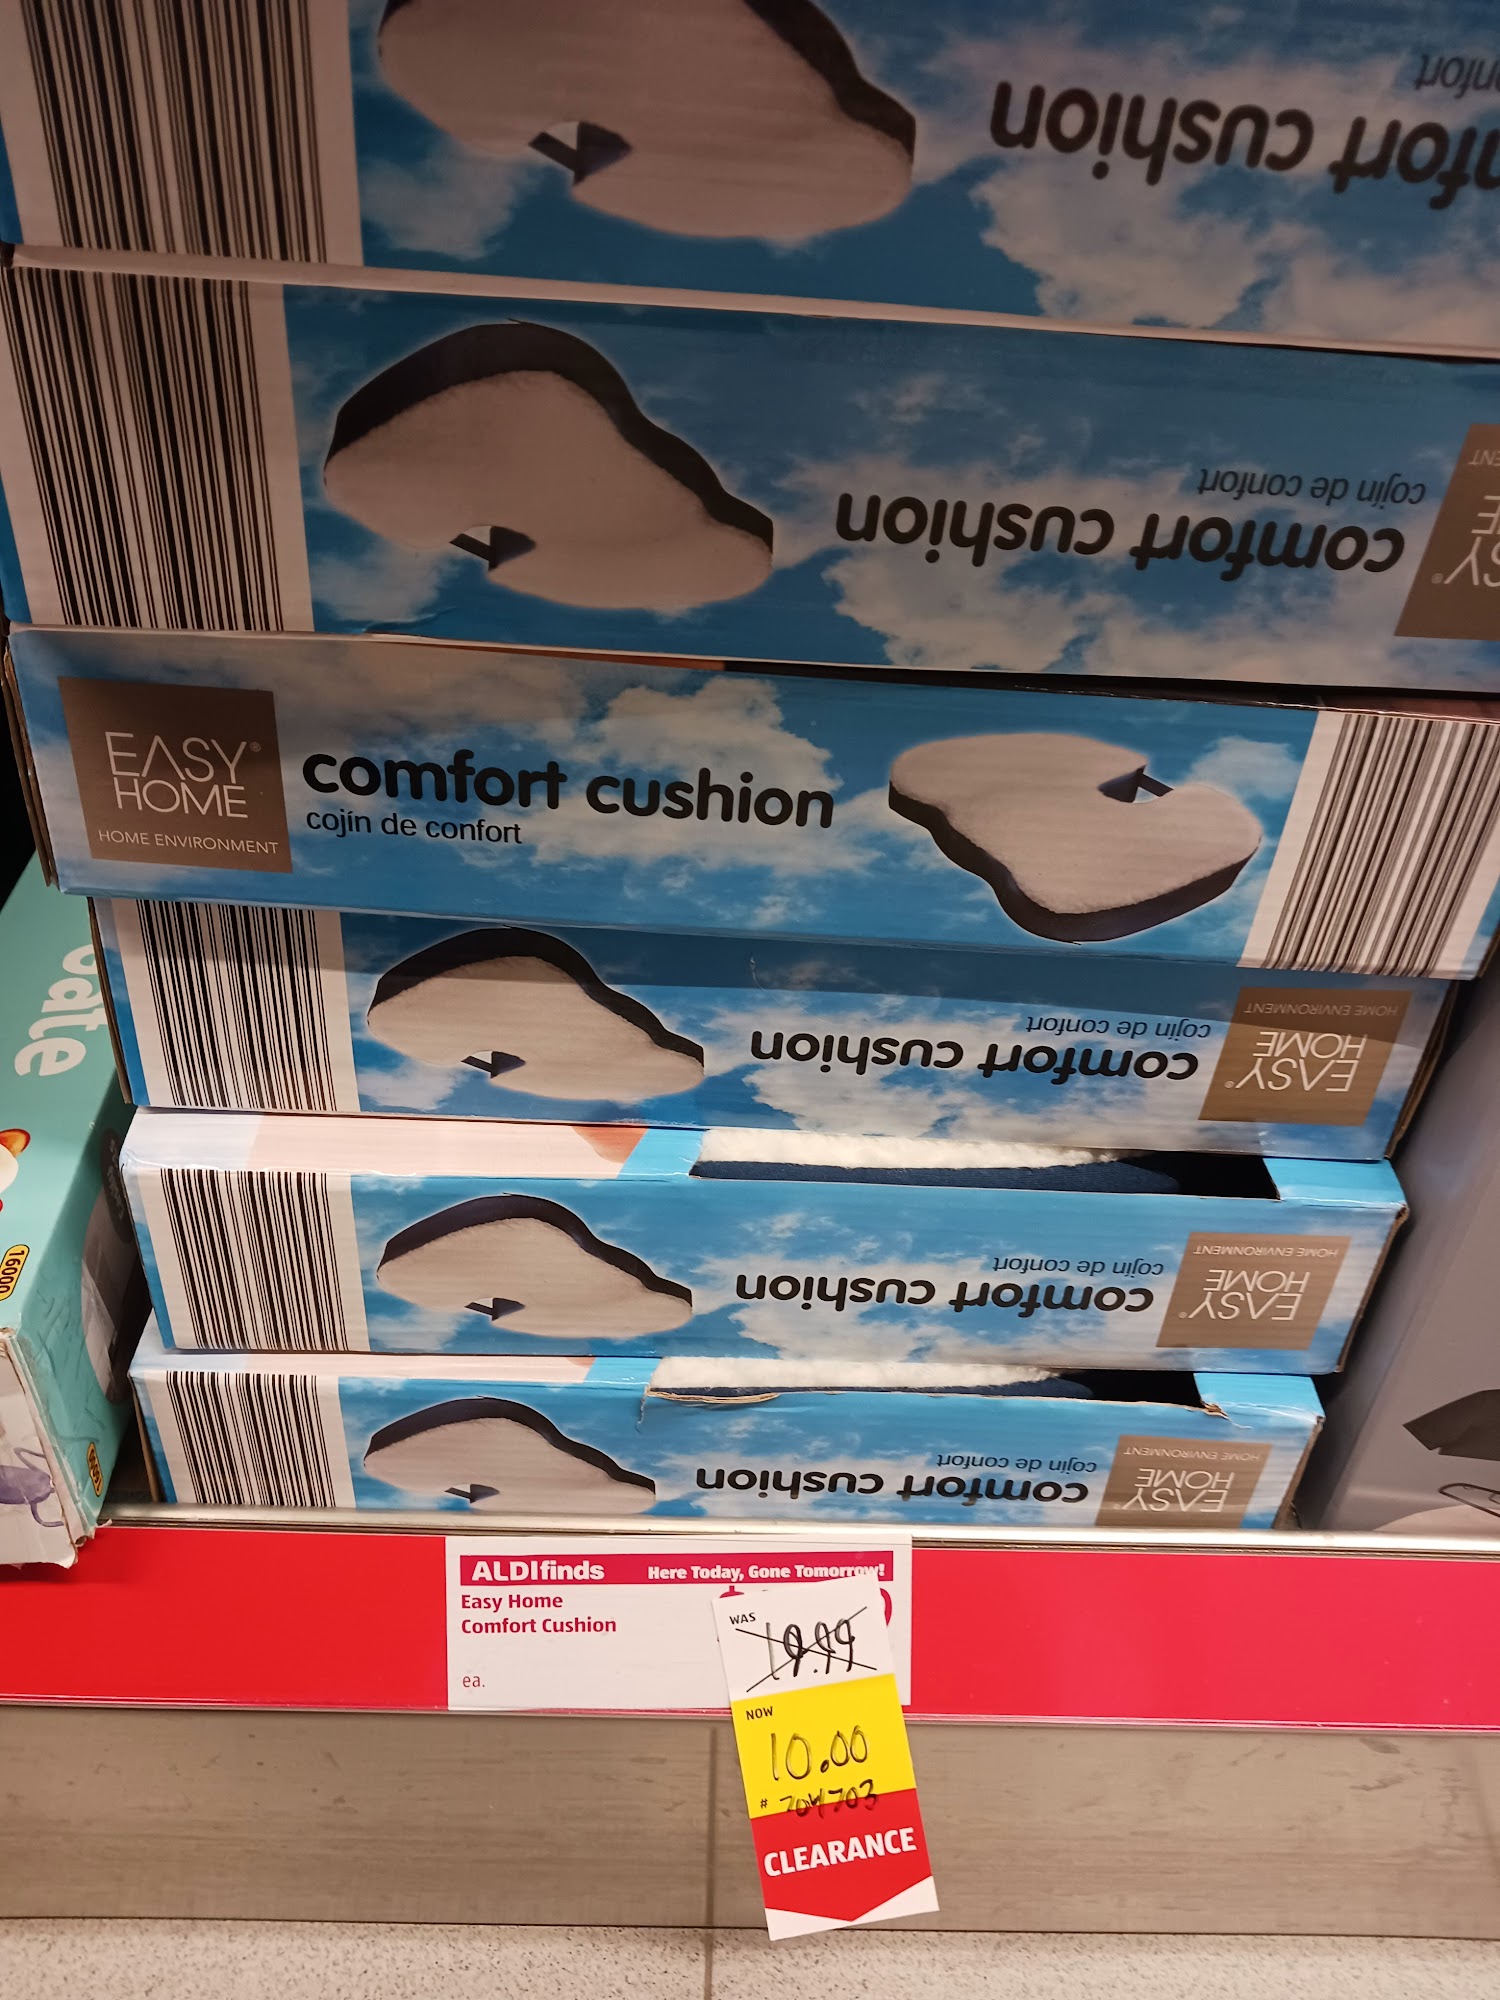 fort cushion
comfort cushion
cojín de confort
EASY
HOME
EASY®
HOME
HOME ENVIRONMENT
comfort cushion
cojín de confort
EASY®
HOME
HOME ENVIRONMENT
comfort cushion
cojín de confort
EASY®
HOME
HOME ENVIRONMENT
comfort cushion
cojín de confort
EASY®
HOME
HOME ENVIRONMENT
comfort cushion
cojín de confort
16000
ALDIfinds Here Today, Gone Tomorrow!
Easy Home
Comfort Cushion
ea.
WAS
19.99
NOW
10.00
# 704703
CLEARANCE